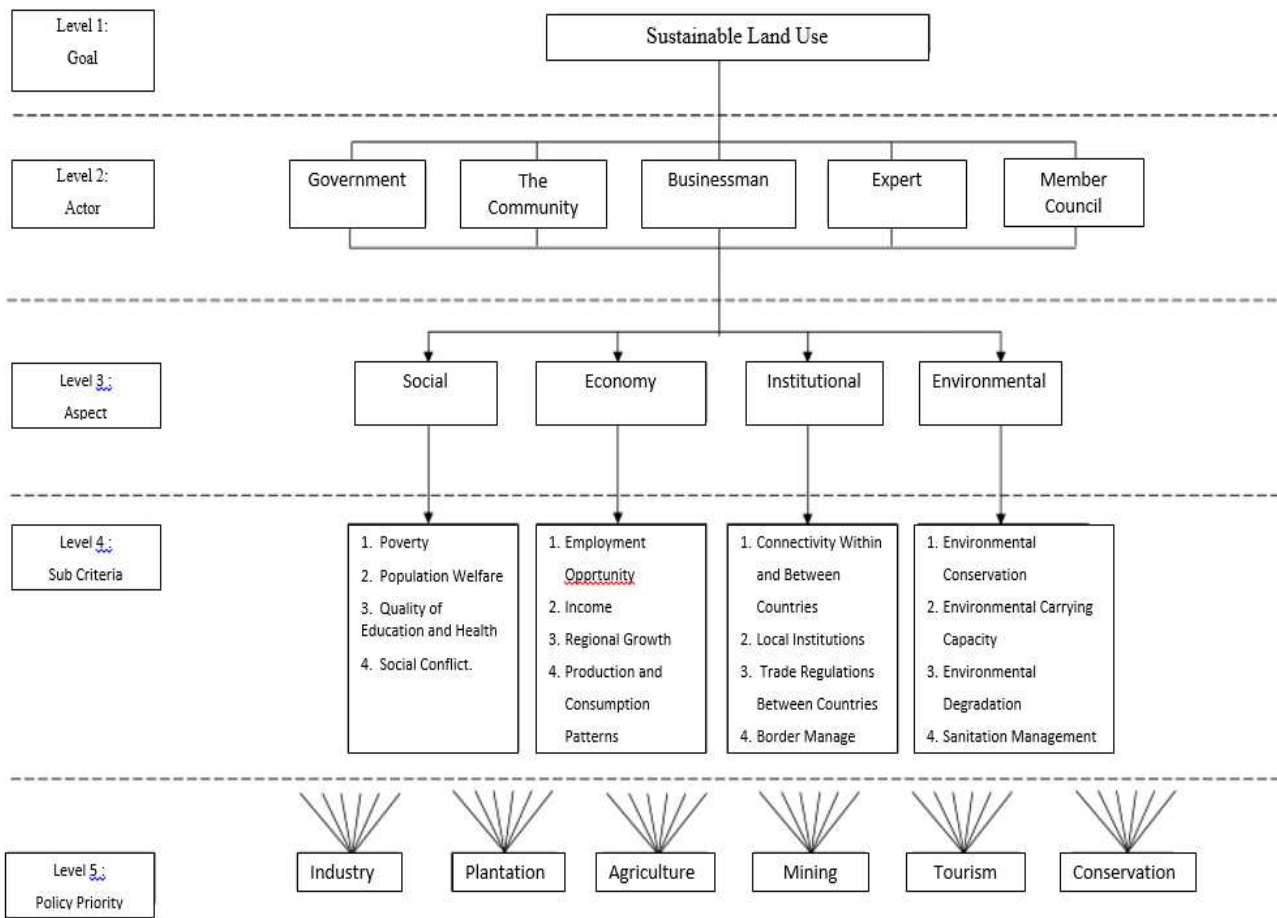 Level 1:
Goal
Sustainable Land Use
Level 2:
Actor
Government
The
Community
Businessman
Expert
Member
Council
Level 3 :
Aspect
Social
Economy
Institutional
Environmental
Level 4 :
Sub Criteria
1. Poverty
2. Population Welfare
3. Quality of
Education and Health
4. Social Conflict.
1. Employment
Opprtunity
2. Income
3. Regional Growth
4. Production and
Consumption
Patterns
1. Connectivity Within
and Between
Countries
2. Local Institutions
3. Trade Regulations
Between Countries
4. Border Manage
1. Environmental
Conservation
2. Environmental Carrying
Capacity
3. Environmental
Degradation
4. Sanitation Management
Level 5 :
Policy Priority
Industry
Plantation
Agriculture
Mining
Tourism
Conservation